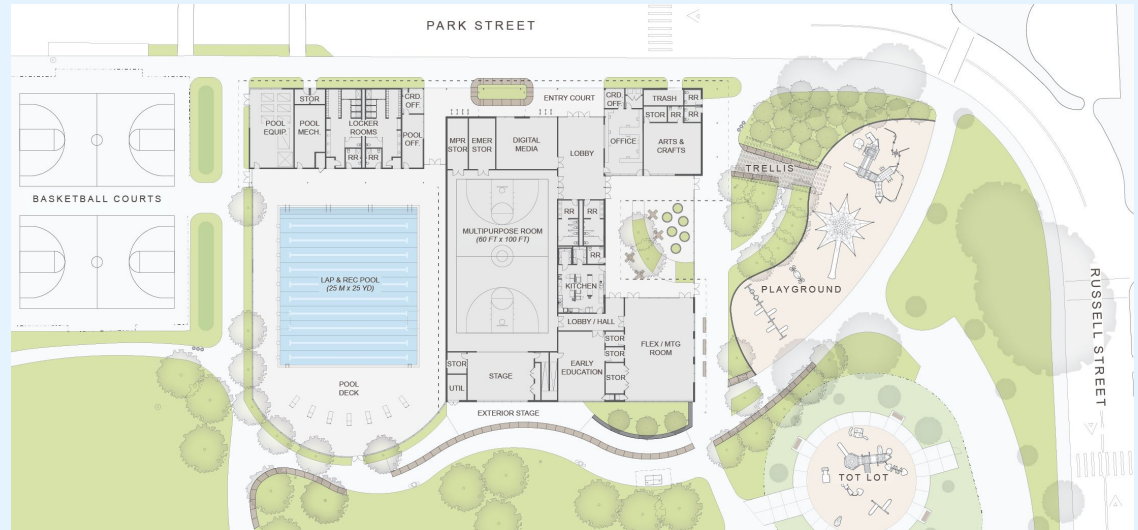 PARK STREET
ENTRY COURT
STOR
POOL
EQUIP.
POOL
MECH.
LOCKER
ROOMS
RR
RR
CRD
OFF.
POOL
OFF.
MPR
STOR
EMER
STOR
DIGITAL
MEDIA
LOBBY
CRD
OFF.
OFFICE
TRASH
RR
STOR
RR
RR
ARTS &
CRAFTS
TRELLIS
BASKETBALL COURTS
MULTIPURPOSE ROOM
(60 FT x 100 FT)
RR
RR
RR
KITCHEN
LAP & REC POOL
(25 M x 25 YD)
PLAYGROUND
RUSSELL STREET
LOBBY / HALL
STOR
STOR
STOR
FLEX / MTG
ROOM
EARLY
EDUCATION
STOR
UTIL
STAGE
POOL
DECK
EXTERIOR STAGE
TOT LOT